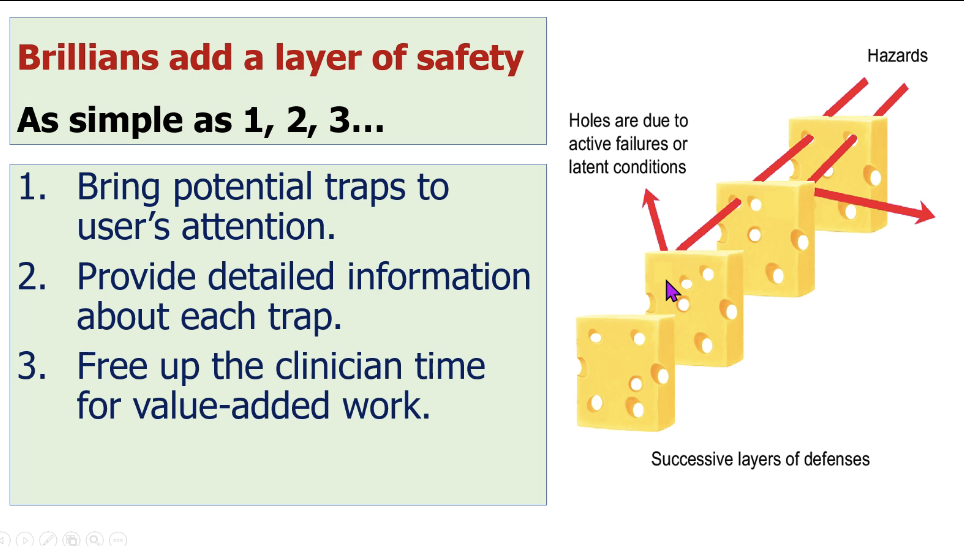 Brillians add a layer of safety
As simple as 1, 2, 3...
1. Bring potential traps to
user's attention.
2. Provide detailed information
about each trap.
3. Free up the clinician time
for value-added work.
Hazards
Holes are due to
active failures or
latent conditions
Successive layers of defenses